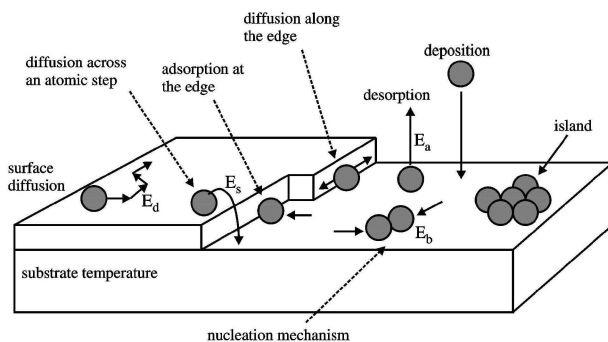 diffusion along
the edge
deposition
diffusion across
an atomic step
adsorption at
the edge
desorption
island
E_a
surface
diffusion
E_s
E_d
E_b
substrate temperature
nucleation mechanism